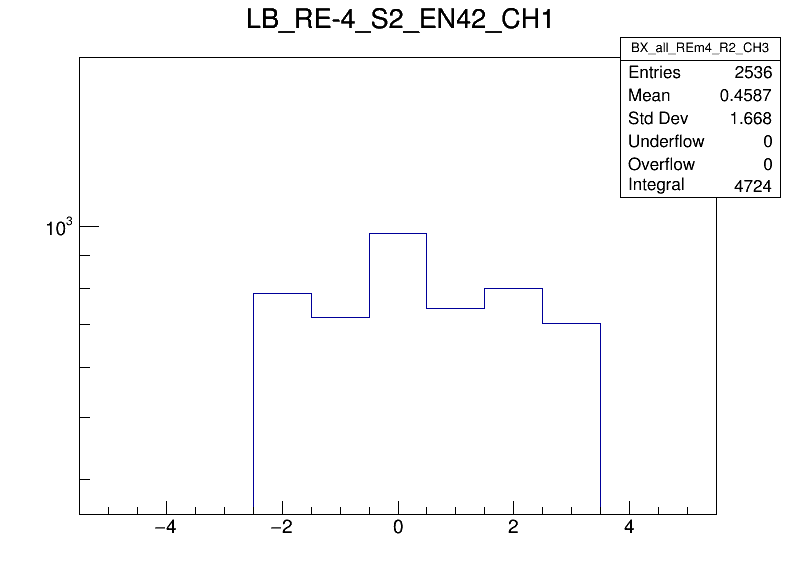 LB_RE-4_S2_EN42_CH1
BX_all_REm4_R2_CH3
Entries 2536
Mean 0.4587
Std Dev 1.668
Underflow 0
Overflow 0
Integral 4724
10³
−4 −2 0 2 4